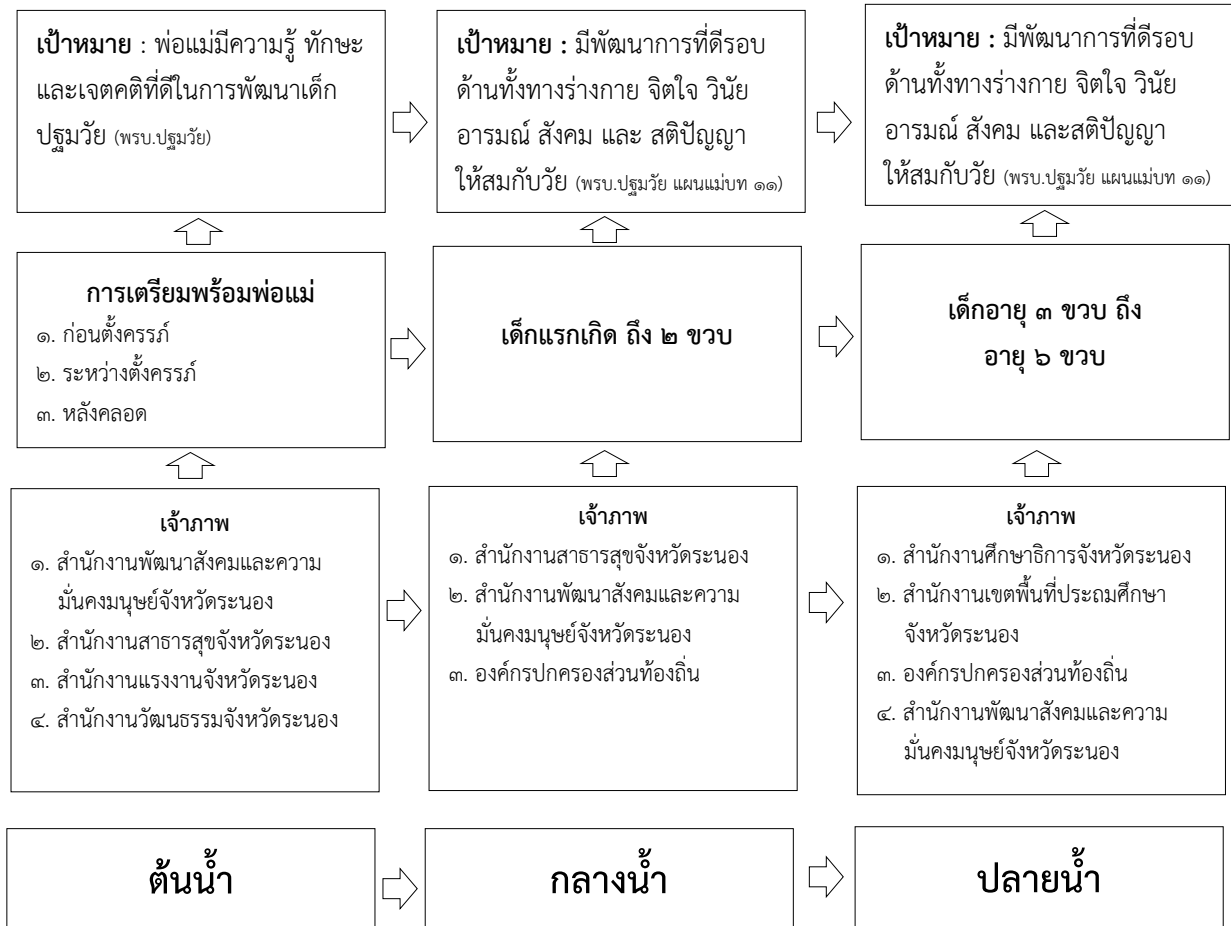 เป้าหมาย : พ่อแม่มีความรู้ ทักษะ
และเจตคติที่ดีในการพัฒนาเด็ก
ปฐมวัย (พรบ.ปฐมวัย)
เป้าหมาย : มีพัฒนาการที่ดีรอบ
ด้านทั้งทางร่างกาย จิตใจ วินัย
อารมณ์ สังคม และ สติปัญญา
ให้สมกับวัย (พรบ.ปฐมวัย แผนแม่บท ๑๑)
เป้าหมาย : มีพัฒนาการที่ดีรอบ
ด้านทั้งทางร่างกาย จิตใจ วินัย
อารมณ์ สังคม และสติปัญญา
ให้สมกับวัย (พรบ.ปฐมวัย แผนแม่บท ๑๑)
การเตรียมพร้อมพ่อแม่
๑. ก่อนตั้งครรภ์
๒. ระหว่างตั้งครรภ์
๓. หลังคลอด
เด็กแรกเกิด ถึง ๒ ขวบ
เด็กอายุ ๓ ขวบ ถึง
อายุ ๖ ขวบ
เจ้าภาพ
๑. สำนักงานพัฒนาสังคมและความ
มั่นคงมนุษย์จังหวัดระนอง
๒. สำนักงานสาธารสุขจังหวัดระนอง
๓. สำนักงานแรงงานจังหวัดระนอง
๔. สำนักงานวัฒนธรรมจังหวัดระนอง
เจ้าภาพ
๑. สำนักงานสาธารสุขจังหวัดระนอง
๒. สำนักงานพัฒนาสังคมและความ
มั่นคงมนุษย์จังหวัดระนอง
๓. องค์กรปกครองส่วนท้องถิ่น
เจ้าภาพ
๑. สำนักงานศึกษาธิการจังหวัดระนอง
๒. สำนักงานเขตพื้นที่ประถมศึกษา
จังหวัดระนอง
๓. องค์กรปกครองส่วนท้องถิ่น
๔. สำนักงานพัฒนาสังคมและความ
มั่นคงมนุษย์จังหวัดระนอง
ต้นน้ำ
กลางน้ำ
ปลายน้ำ